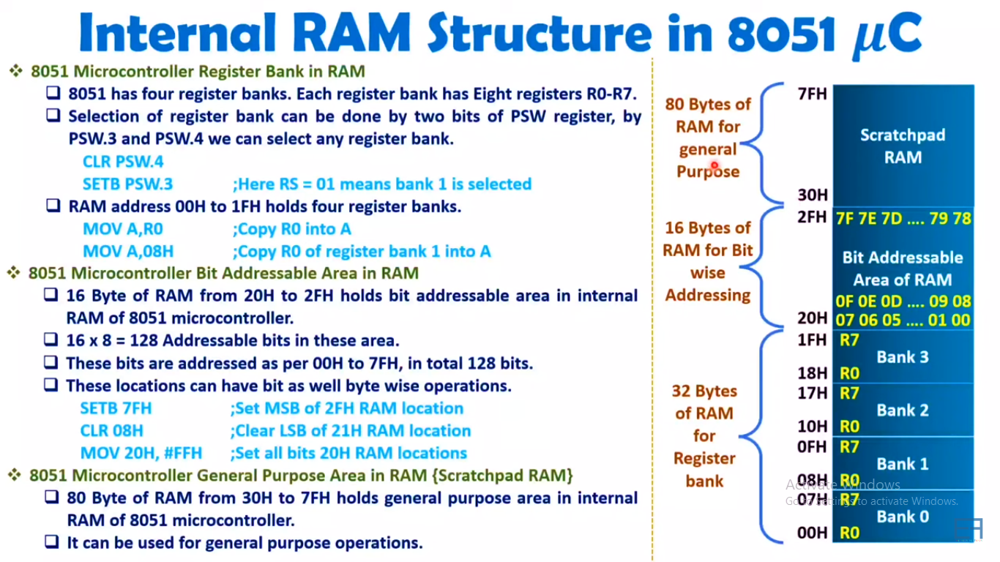 Internal RAM Structure in 8051 μC
❖ 8051 Microcontroller Register Bank in RAM
❑ 8051 has four register banks. Each register bank has Eight registers R0-R7.
❑ Selection of register bank can be done by two bits of PSW register, by
PSW.3 and PSW.4 we can select any register bank.
CLR PSW.4
SETB PSW.3 ;Here RS = 01 means bank 1 is selected
❑ RAM address 00H to 1FH holds four register banks.
MOV A,R0 ;Copy R0 into A
MOV A,08H ;Copy R0 of register bank 1 into A
❖ 8051 Microcontroller Bit Addressable Area in RAM
❑ 16 Byte of RAM from 20H to 2FH holds bit addressable area in internal
RAM of 8051 microcontroller.
❑ 16 x 8 = 128 Addressable bits in these area.
❑ These bits are addressed as per 00H to 7FH, in total 128 bits.
❑ These locations can have bit as well byte wise operations.
SETB 7FH ;Set MSB of 2FH RAM location
CLR 08H ;Clear LSB of 21H RAM location
MOV 20H, #FFH ;Set all bits 20H RAM locations
❖ 8051 Microcontroller General Purpose Area in RAM {Scratchpad RAM}
❑ 80 Byte of RAM from 30H to 7FH holds general purpose area in internal
RAM of 8051 microcontroller.
❑ It can be used for general purpose operations.
80 Bytes of
RAM for
general
Purpose
16 Bytes of
RAM for Bit
wise
Addressing
32 Bytes
of RAM
for
Register
bank
7FH
Scratchpad
RAM
30H
2FH 7F 7E 7D .... 79 78
Bit Addressable
Area of RAM
0F 0E 0D .... 09 08
20H 07 06 05 .... 01 00
1FH R7
Bank 3
18H R0
17H R7
Bank 2
10H R0
0FH R7
Bank 1
08H R0
07H R7
Bank 0
00H R0
Activate Windows
Go to Settings to activate Windows.